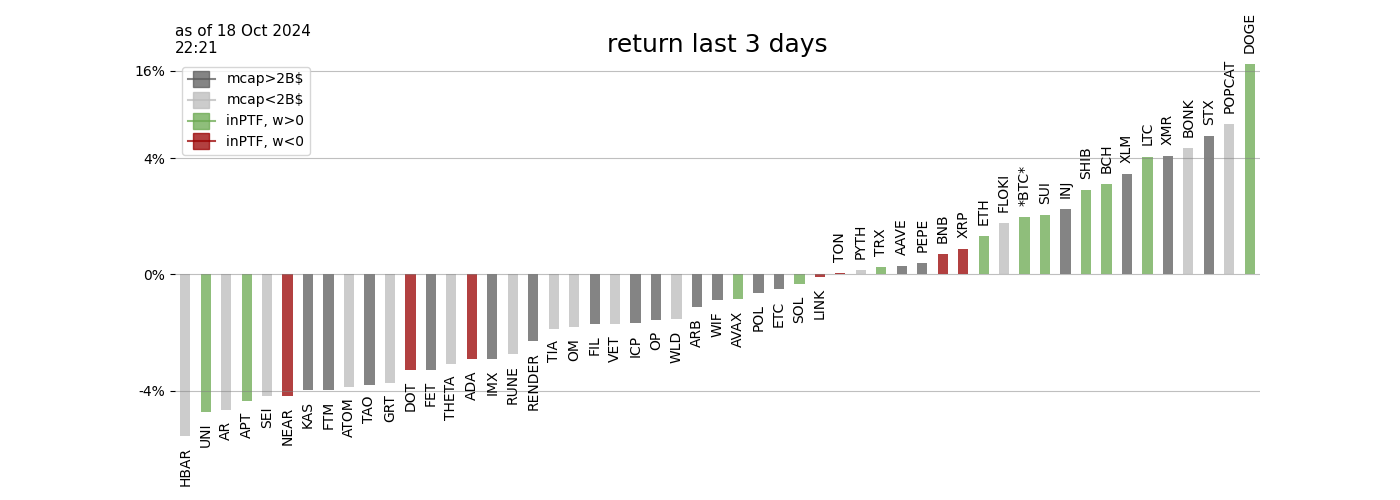 as of 18 Oct 2024
22:21
return last 3 days
16%
4%
0%
-4%
mcap>2B$
mcap<2B$
inPTF, w>0
inPTF, w<0
HBAR
UNI
AR
APT
SEI
NEAR
KAS
FTM
ATOM
TAO
GRT
DOT
FET
THETA
ADA
IMX
RUNE
RENDER
TIA
OM
FIL
VET
ICP
OP
WLD
ARB
WIF
AVAX
POL
ETC
SOL
LINK
TON
PYTH
TRX
AAVE
PEPE
BNB
XRP
ETH
FLOKI
*BTC*
SUI
INJ
SHIB
BCH
XLM
LTC
XMR
BONK
STX
POPCAT
DOGE